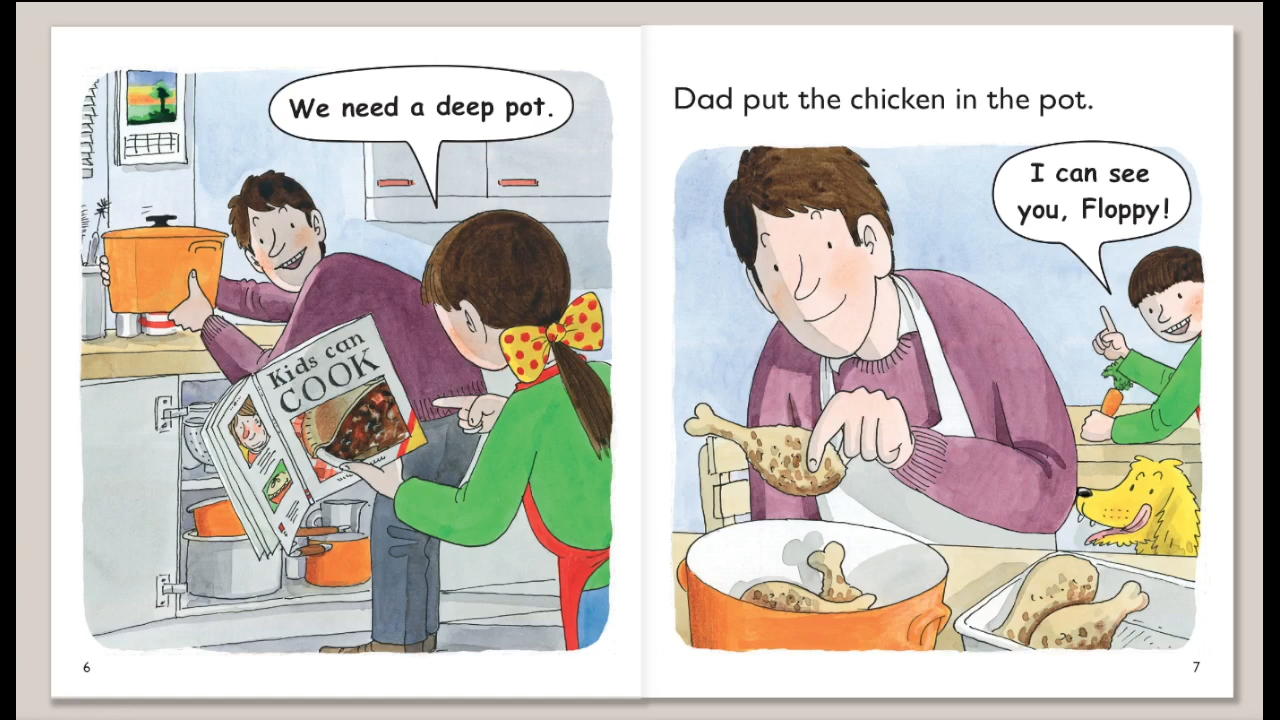 We need a deep pot.
Kids can
COOK
6
Dad put the chicken in the pot.
I can see
you, Floppy!
7